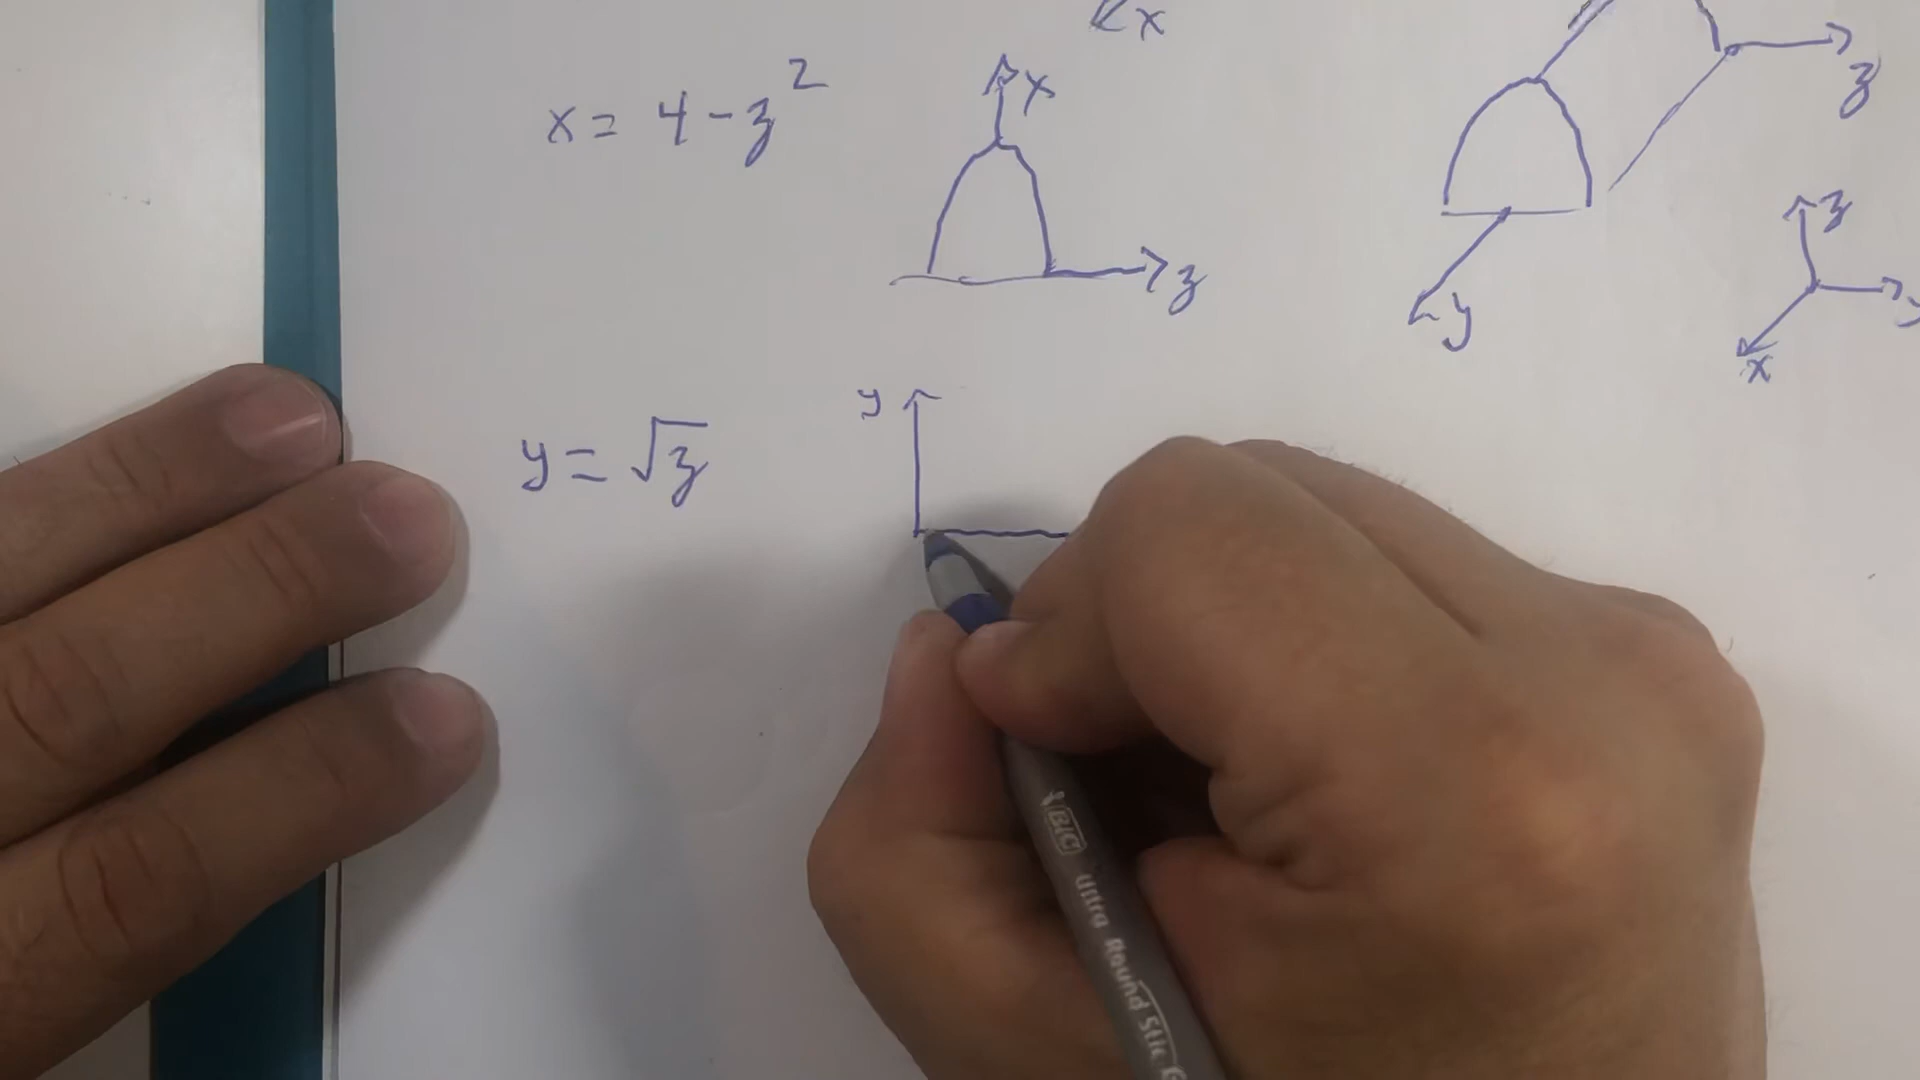 x
x = 4 - z²
x
z
z
y
z
y
x
y = √z
y
BIC ultra Round Stic